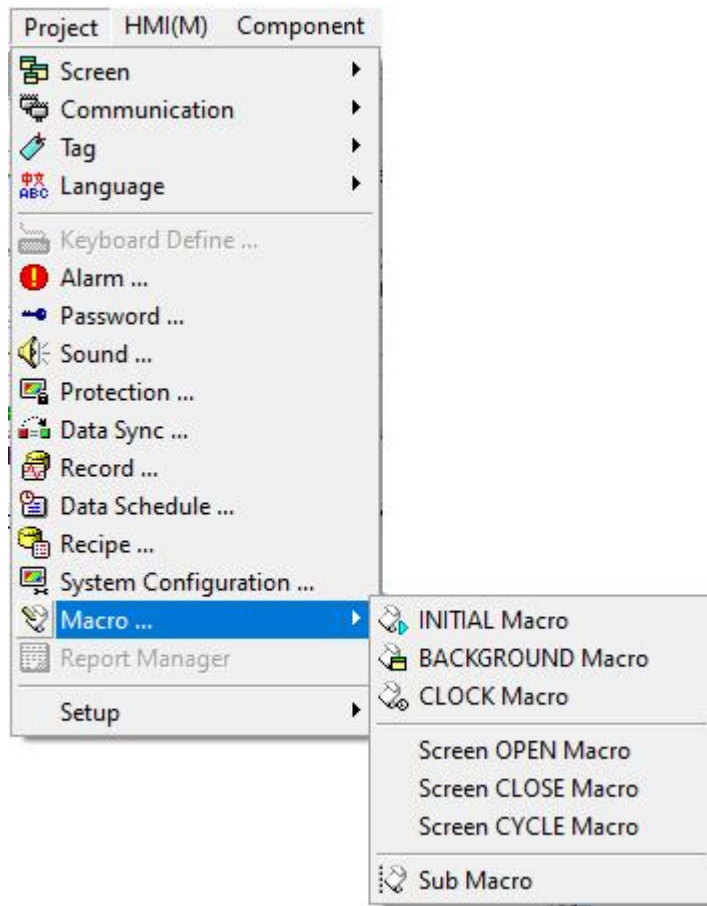 Project HMI(M) Component
Screen
Communication
Tag
中文
ABC
Language
Keyboard Define ...
Alarm ...
Password ...
Sound ...
Protection ...
Data Sync ...
Record ...
Data Schedule ...
Recipe ...
System Configuration ...
Macro ...
Report Manager
Setup
INITIAL Macro
BACKGROUND Macro
CLOCK Macro
Screen OPEN Macro
Screen CLOSE Macro
Screen CYCLE Macro
Sub Macro